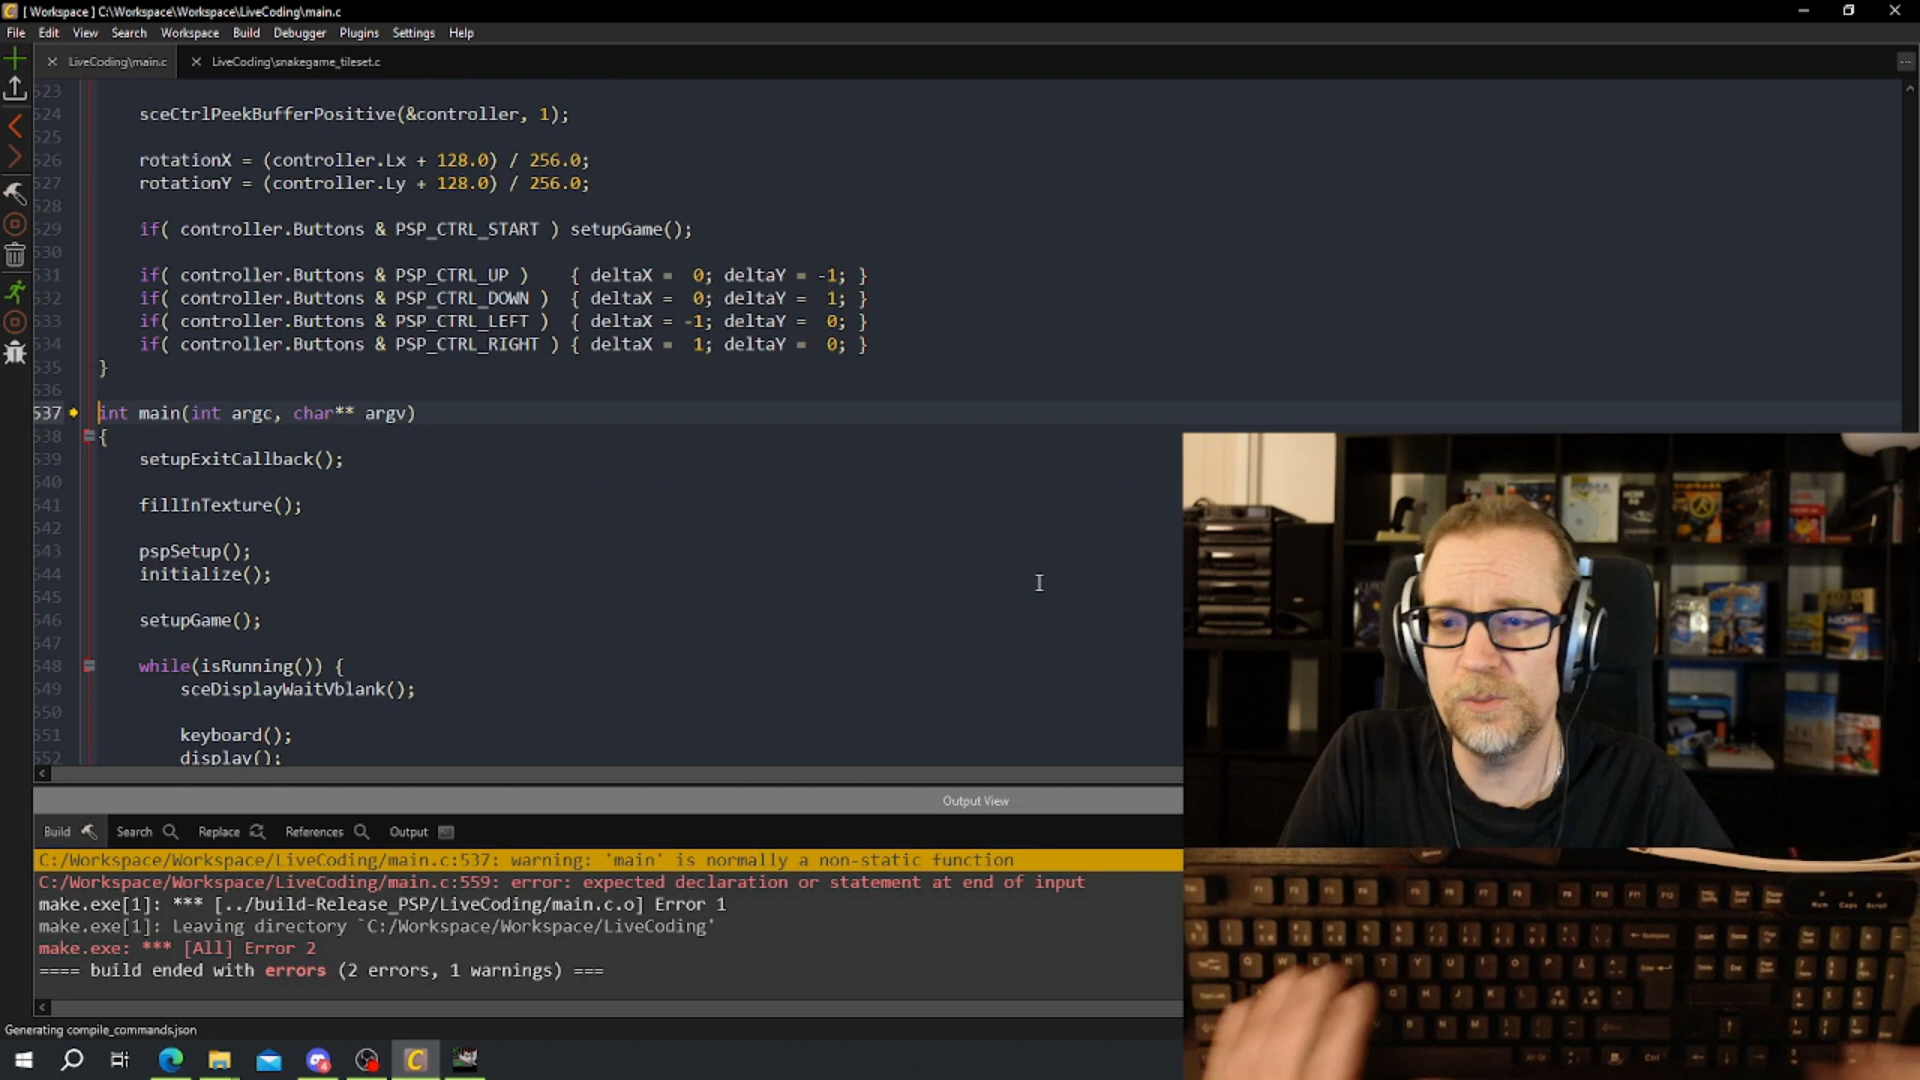 [ Workspace ] C:\Workspace\Workspace\LiveCoding\main.c
File Edit View Search Workspace Build Debugger Plugins Settings Help
LiveCoding\main.c LiveCoding\snakegame_tileset.c
523
524 sceCtrlPeekBufferPositive(&controller, 1);
525
526 rotationX = (controller.Lx + 128.0) / 256.0;
527 rotationY = (controller.Ly + 128.0) / 256.0;
528
529 if( controller.Buttons & PSP_CTRL_START ) setupGame();
530
531 if( controller.Buttons & PSP_CTRL_UP ) { deltaX = 0; deltaY = -1; }
532 if( controller.Buttons & PSP_CTRL_DOWN ) { deltaX = 0; deltaY = 1; }
533 if( controller.Buttons & PSP_CTRL_LEFT ) { deltaX = -1; deltaY = 0; }
534 if( controller.Buttons & PSP_CTRL_RIGHT ) { deltaX = 1; deltaY = 0; }
535 }
536
537 int main(int argc, char** argv)
538 {
539 setupExitCallback();
540
541 fillInTexture();
542
543 pspSetup();
544 initialize();
545
546 setupGame();
547
548 while(isRunning()) {
549 sceDisplayWaitVblank();
550
551 keyboard();
552 display();
Output View
Build Search Replace References Output
C:/Workspace/Workspace/LiveCoding/main.c:537: warning: 'main' is normally a non-static function
C:/Workspace/Workspace/LiveCoding/main.c:559: error: expected declaration or statement at end of input
make.exe[1]: *** [../build-Release_PSP/LiveCoding/main.c.o] Error 1
make.exe[1]: Leaving directory `C:/Workspace/Workspace/LiveCoding'
make.exe: *** [All] Error 2
==== build ended with errors (2 errors, 1 warnings) ===
Generating compile_commands.json